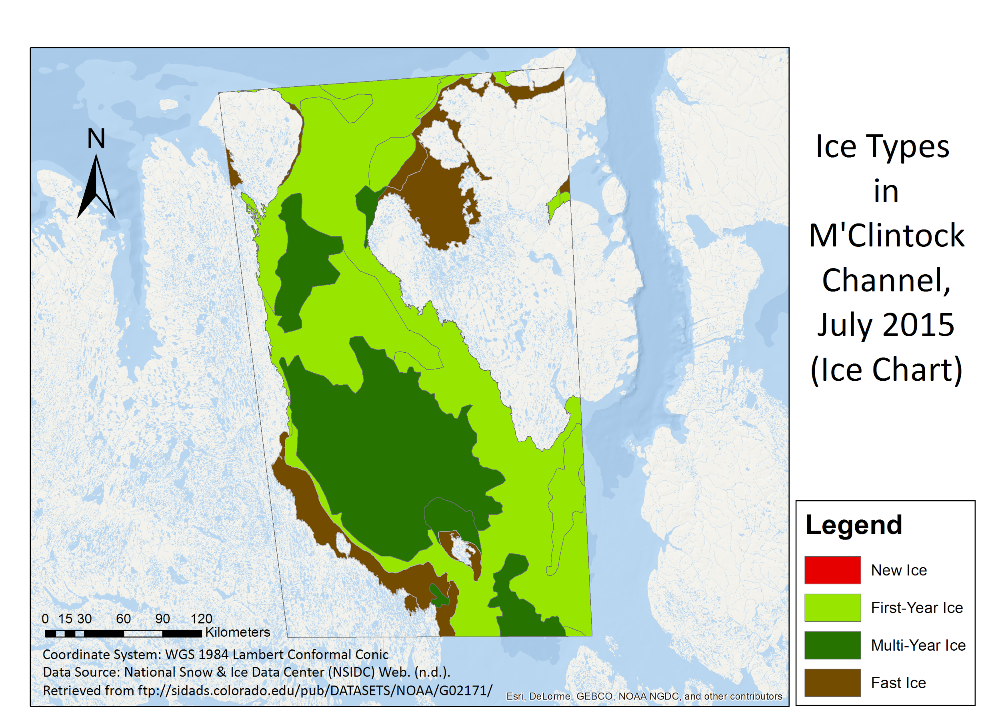 N
Ice Types
in
M'Clintock
Channel,
July 2015
(Ice Chart)
Legend
New Ice
First-Year Ice
Multi-Year Ice
Fast Ice
0 15 30 60 90 120
Kilometers
Coordinate System: WGS 1984 Lambert Conformal Conic
Data Source: National Snow & Ice Data Center (NSIDC) Web. (n.d.).
Retrieved from ftp://sidads.colorado.edu/pub/DATASETS/NOAA/G02171/
Esri, DeLorme, GEBCO, NOAA NGDC, and other contributors